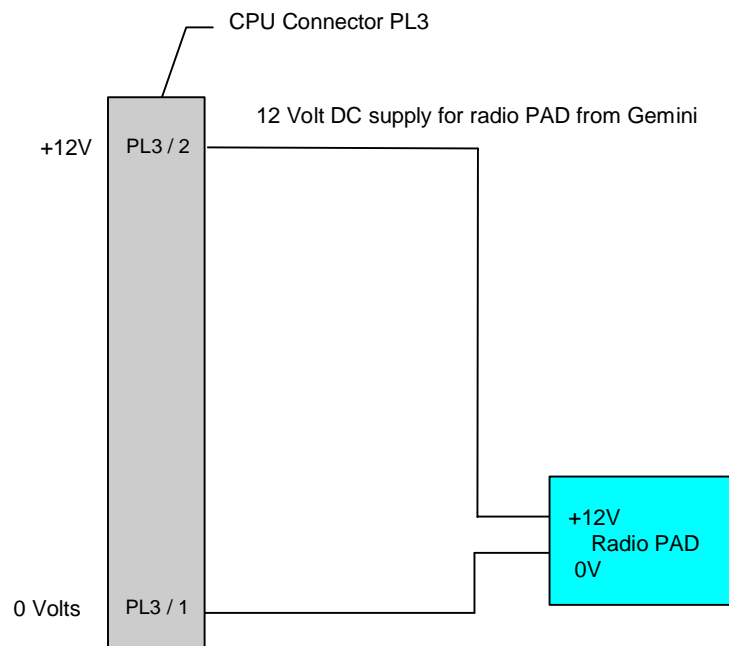 CPU Connector PL3
12 Volt DC supply for radio PAD from Gemini
+12V
PL3 / 2
+12V
Radio PAD
0V
0 Volts
PL3 / 1